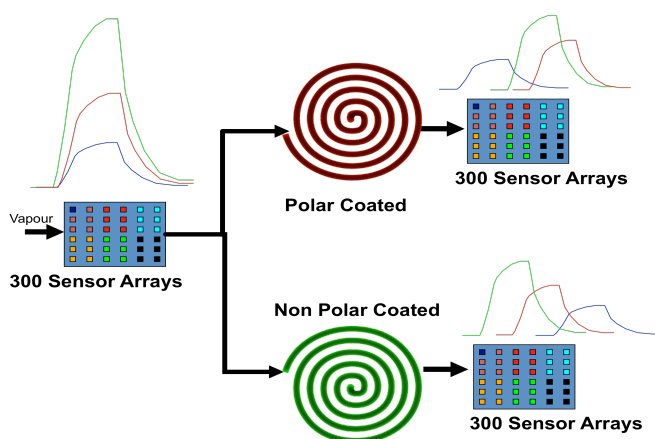 Vapour
300 Sensor Arrays
Polar Coated
300 Sensor Arrays
Non Polar Coated
300 Sensor Arrays